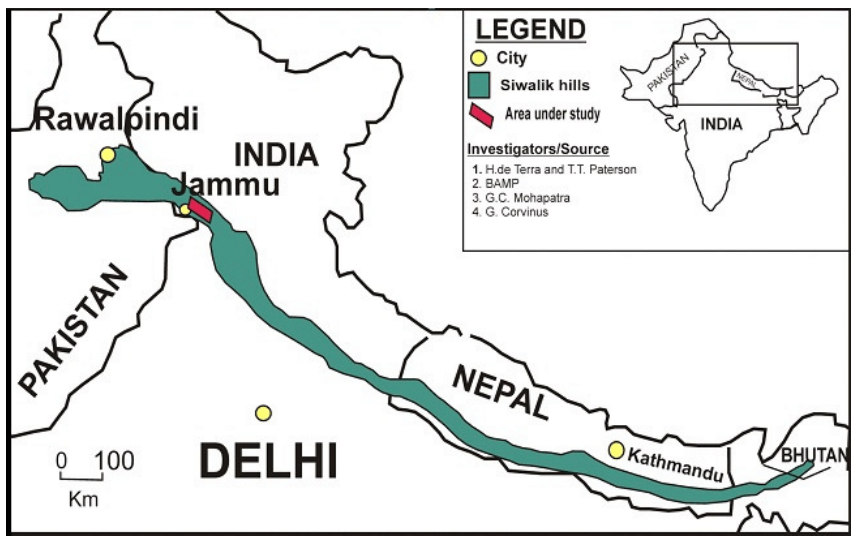 LEGEND
City
Siwalik hills
Area under study
Investigators/Source
1. H.de Terra and T.T. Paterson
2. BAMP
3. G.C. Mohapatra
4. G. Corvinus
PAKISTAN
NEPAL
INDIA
Rawalpindi
INDIA
Jammu
PAKISTAN
NEPAL
DELHI
Kathmandu
BHUTAN
0 100
Km